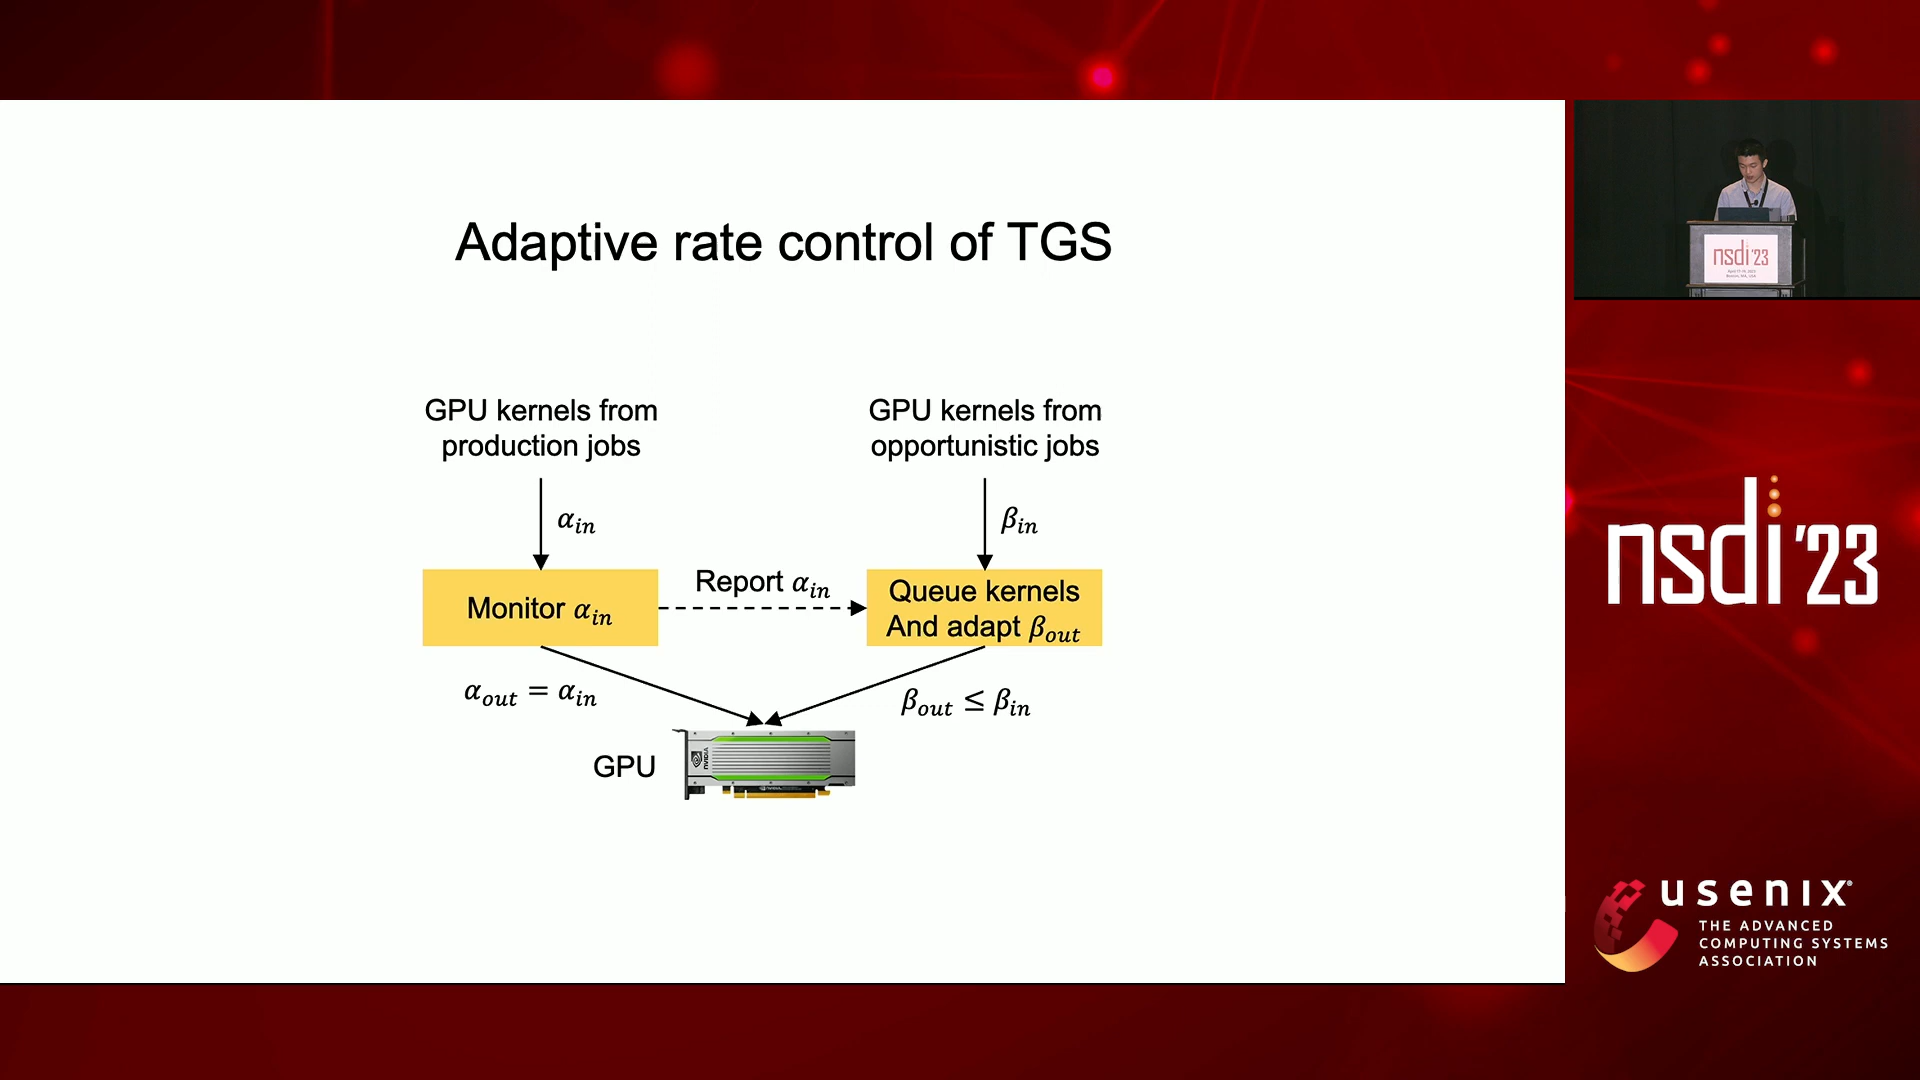 Adaptive rate control of TGS
GPU kernels from
production jobs
GPU kernels from
opportunistic jobs
α_in
β_in
Monitor α_in
Report α_in
Queue kernels
And adapt β_out
α_out = α_in
β_out ≤ β_in
GPU
NVIDIA
nsdi '23
nsdi '23
usenix®
THE ADVANCED
COMPUTING SYSTEMS
ASSOCIATION